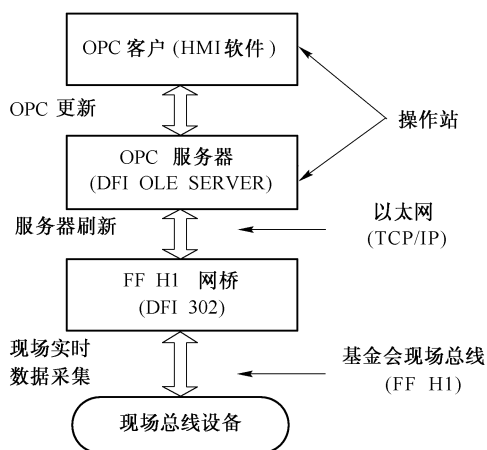 OPC 客户 (HMI 软件)
OPC 更新
操作站
OPC 服务器
(DFI OLE SERVER)
服务器刷新
以太网
(TCP/IP)
FF H1 网桥
(DFI 302)
现场实时
数据采集
基金会现场总线
(FF H1)
现场总线设备